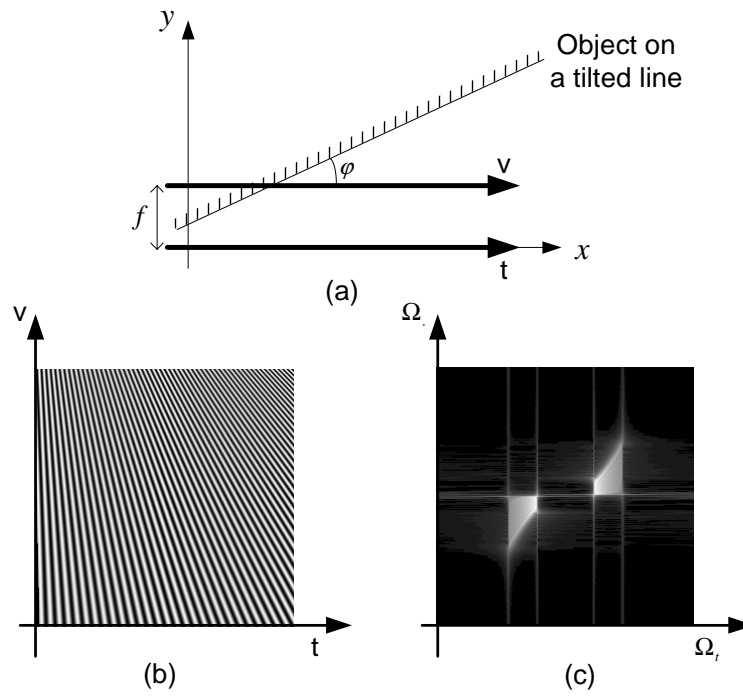 y
Object on
a tilted line
φ
v
f
x
t
(a)
v
Ω.
t
Ω_t
(b)
(c)